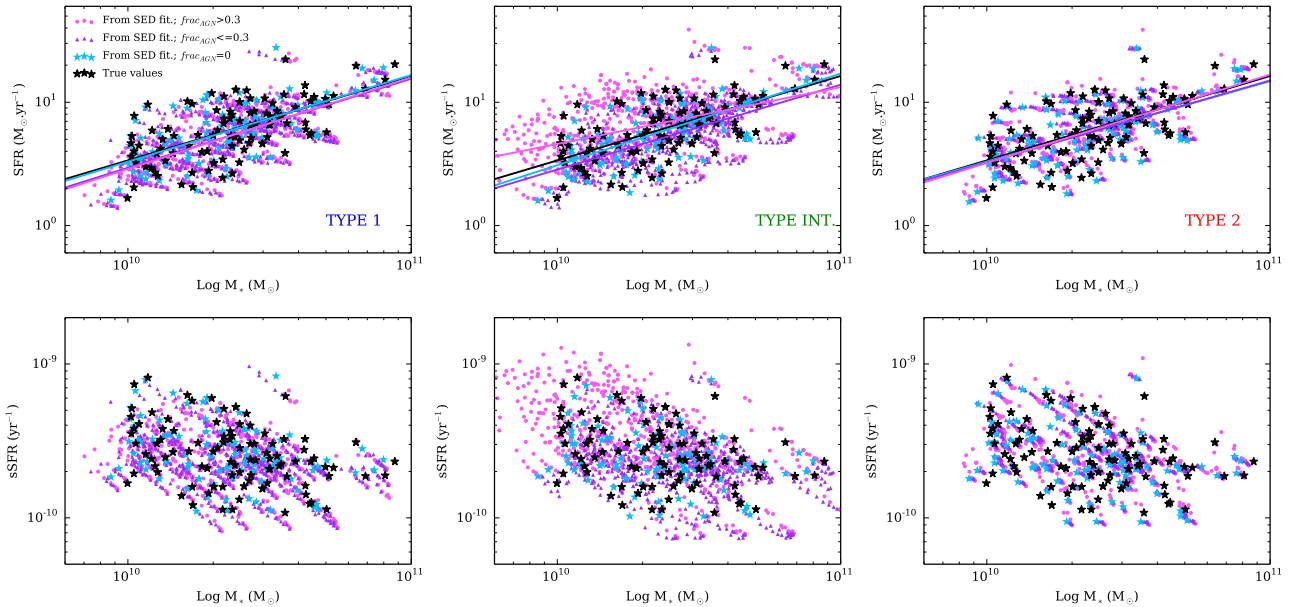 From SED fit.; frac_AGN>0.3
From SED fit.; frac_AGN<=0.3
From SED fit.; frac_AGN=0
True values
SFR (M⊙.yr⁻¹)
10¹
10⁰
TYPE 1
10¹⁰
10¹¹
Log M∗ (M⊙)
SFR (M⊙.yr⁻¹)
10¹
10⁰
TYPE INT.
10¹⁰
10¹¹
Log M∗ (M⊙)
SFR (M⊙.yr⁻¹)
10¹
10⁰
TYPE 2
10¹⁰
10¹¹
Log M∗ (M⊙)
sSFR (yr⁻¹)
10⁻⁹
10⁻¹⁰
10¹⁰
10¹¹
Log M∗ (M⊙)
sSFR (yr⁻¹)
10⁻⁹
10⁻¹⁰
10¹⁰
10¹¹
Log M∗ (M⊙)
sSFR (yr⁻¹)
10⁻⁹
10⁻¹⁰
10¹⁰
10¹¹
Log M∗ (M⊙)